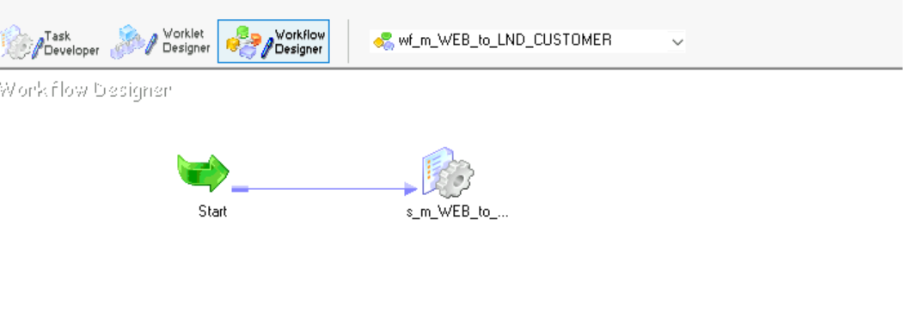 Task
Developer
Worklet
Designer
Workflow
Designer
wf_m_WEB_to_LND_CUSTOMER
Workflow Designer
Start
s_m_WEB_to_...